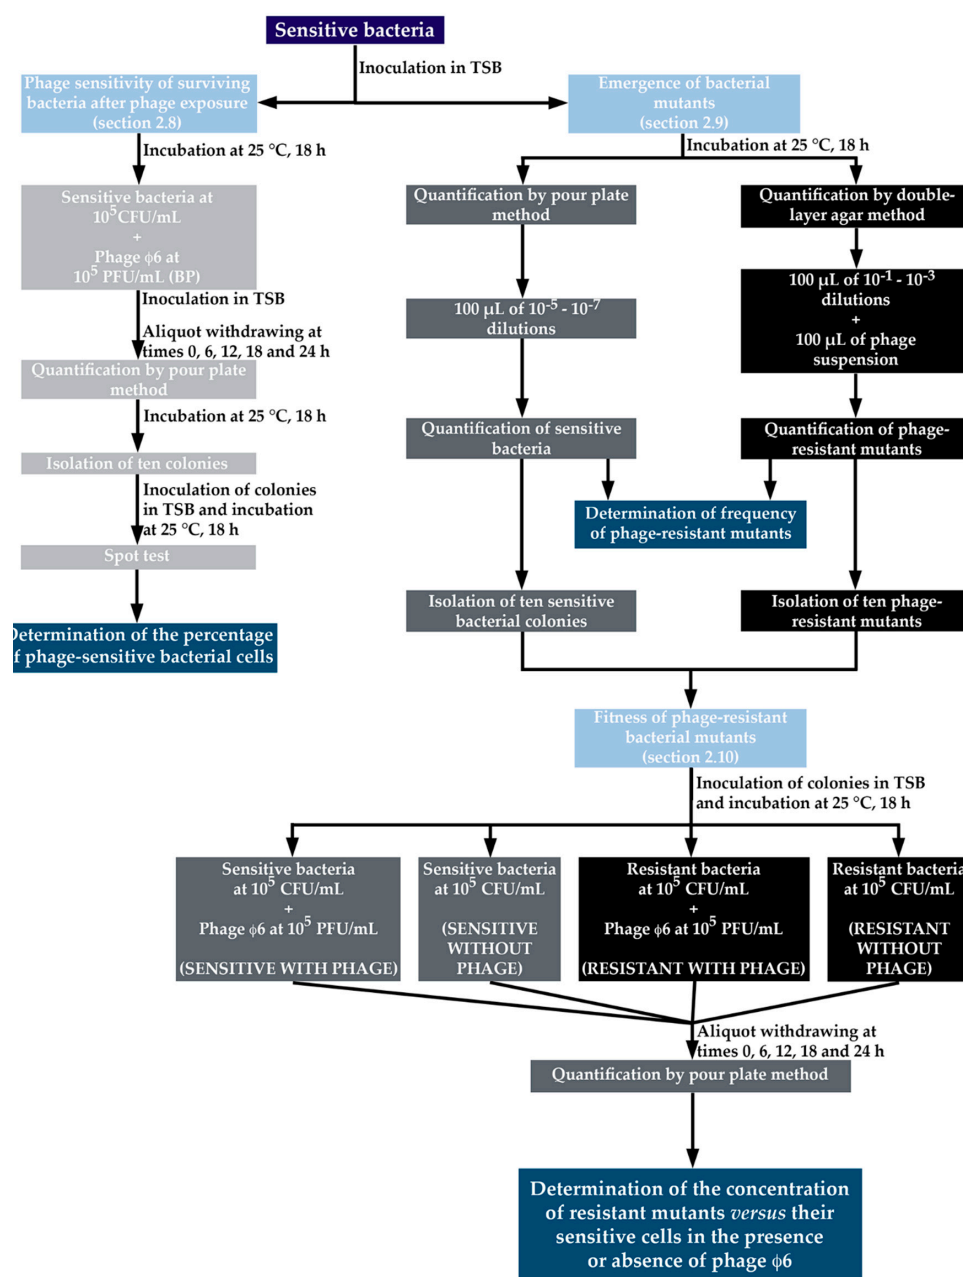 Sensitive bacteria
Inoculation in TSB
Phage sensitivity of surviving
bacteria after phage exposure
(section 2.8)
Incubation at 25 °C, 18 h
Sensitive bacteria at
10⁵CFU/mL
+
Phage ϕ6 at
10⁵ PFU/mL (BP)
Inoculation in TSB
Aliquot withdrawing at
times 0, 6, 12, 18 and 24 h
Quantification by pour plate
method
Incubation at 25 °C, 18 h
Isolation of ten colonies
Inoculation of colonies
in TSB and incubation
at 25 °C, 18 h
Spot test
Determination of the percentage
f phage-sensitive bacterial cells
Emergence of bacterial
mutants
(section 2.9)
Incubation at 25 °C, 18 h
Quantification by pour plate
method
100 µL of 10⁻⁵ - 10⁻⁷
dilutions
Quantification of sensitive
bacteria
Quantification by double-
layer agar method
100 µL of 10⁻¹ - 10⁻³
dilutions
+
100 µL of phage
suspension
Quantification of phage-
resistant mutants
Determination of frequency
of phage-resistant mutants
Isolation of ten sensitive
bacterial colonies
Isolation of ten phage-
resistant mutants
Fitness of phage-resistant
bacterial mutants
(section 2.10)
Inoculation of colonies in TSB
and incubation at 25 °C, 18 h
Sensitive bacteria
at 10⁵ CFU/mL
+
Phage ϕ6 at 10⁵ PFU/mL
(SENSITIVE WITH PHAGE)
Sensitive bacteria
at 10⁵ CFU/mL
(SENSITIVE
WITHOUT
PHAGE)
Resistant bacteria
at 10⁵ CFU/mL
+
Phage ϕ6 at 10⁵ PFU/mL
(RESISTANT WITH PHAGE)
Resistant bacteria
at 10⁵ CFU/mL
(RESISTANT
WITHOUT
PHAGE)
Aliquot withdrawing at
times 0, 6, 12, 18 and 24 h
Quantification by pour plate method
Determination of the concentration
of resistant mutants versus their
sensitive cells in the presence
or absence of phage ϕ6